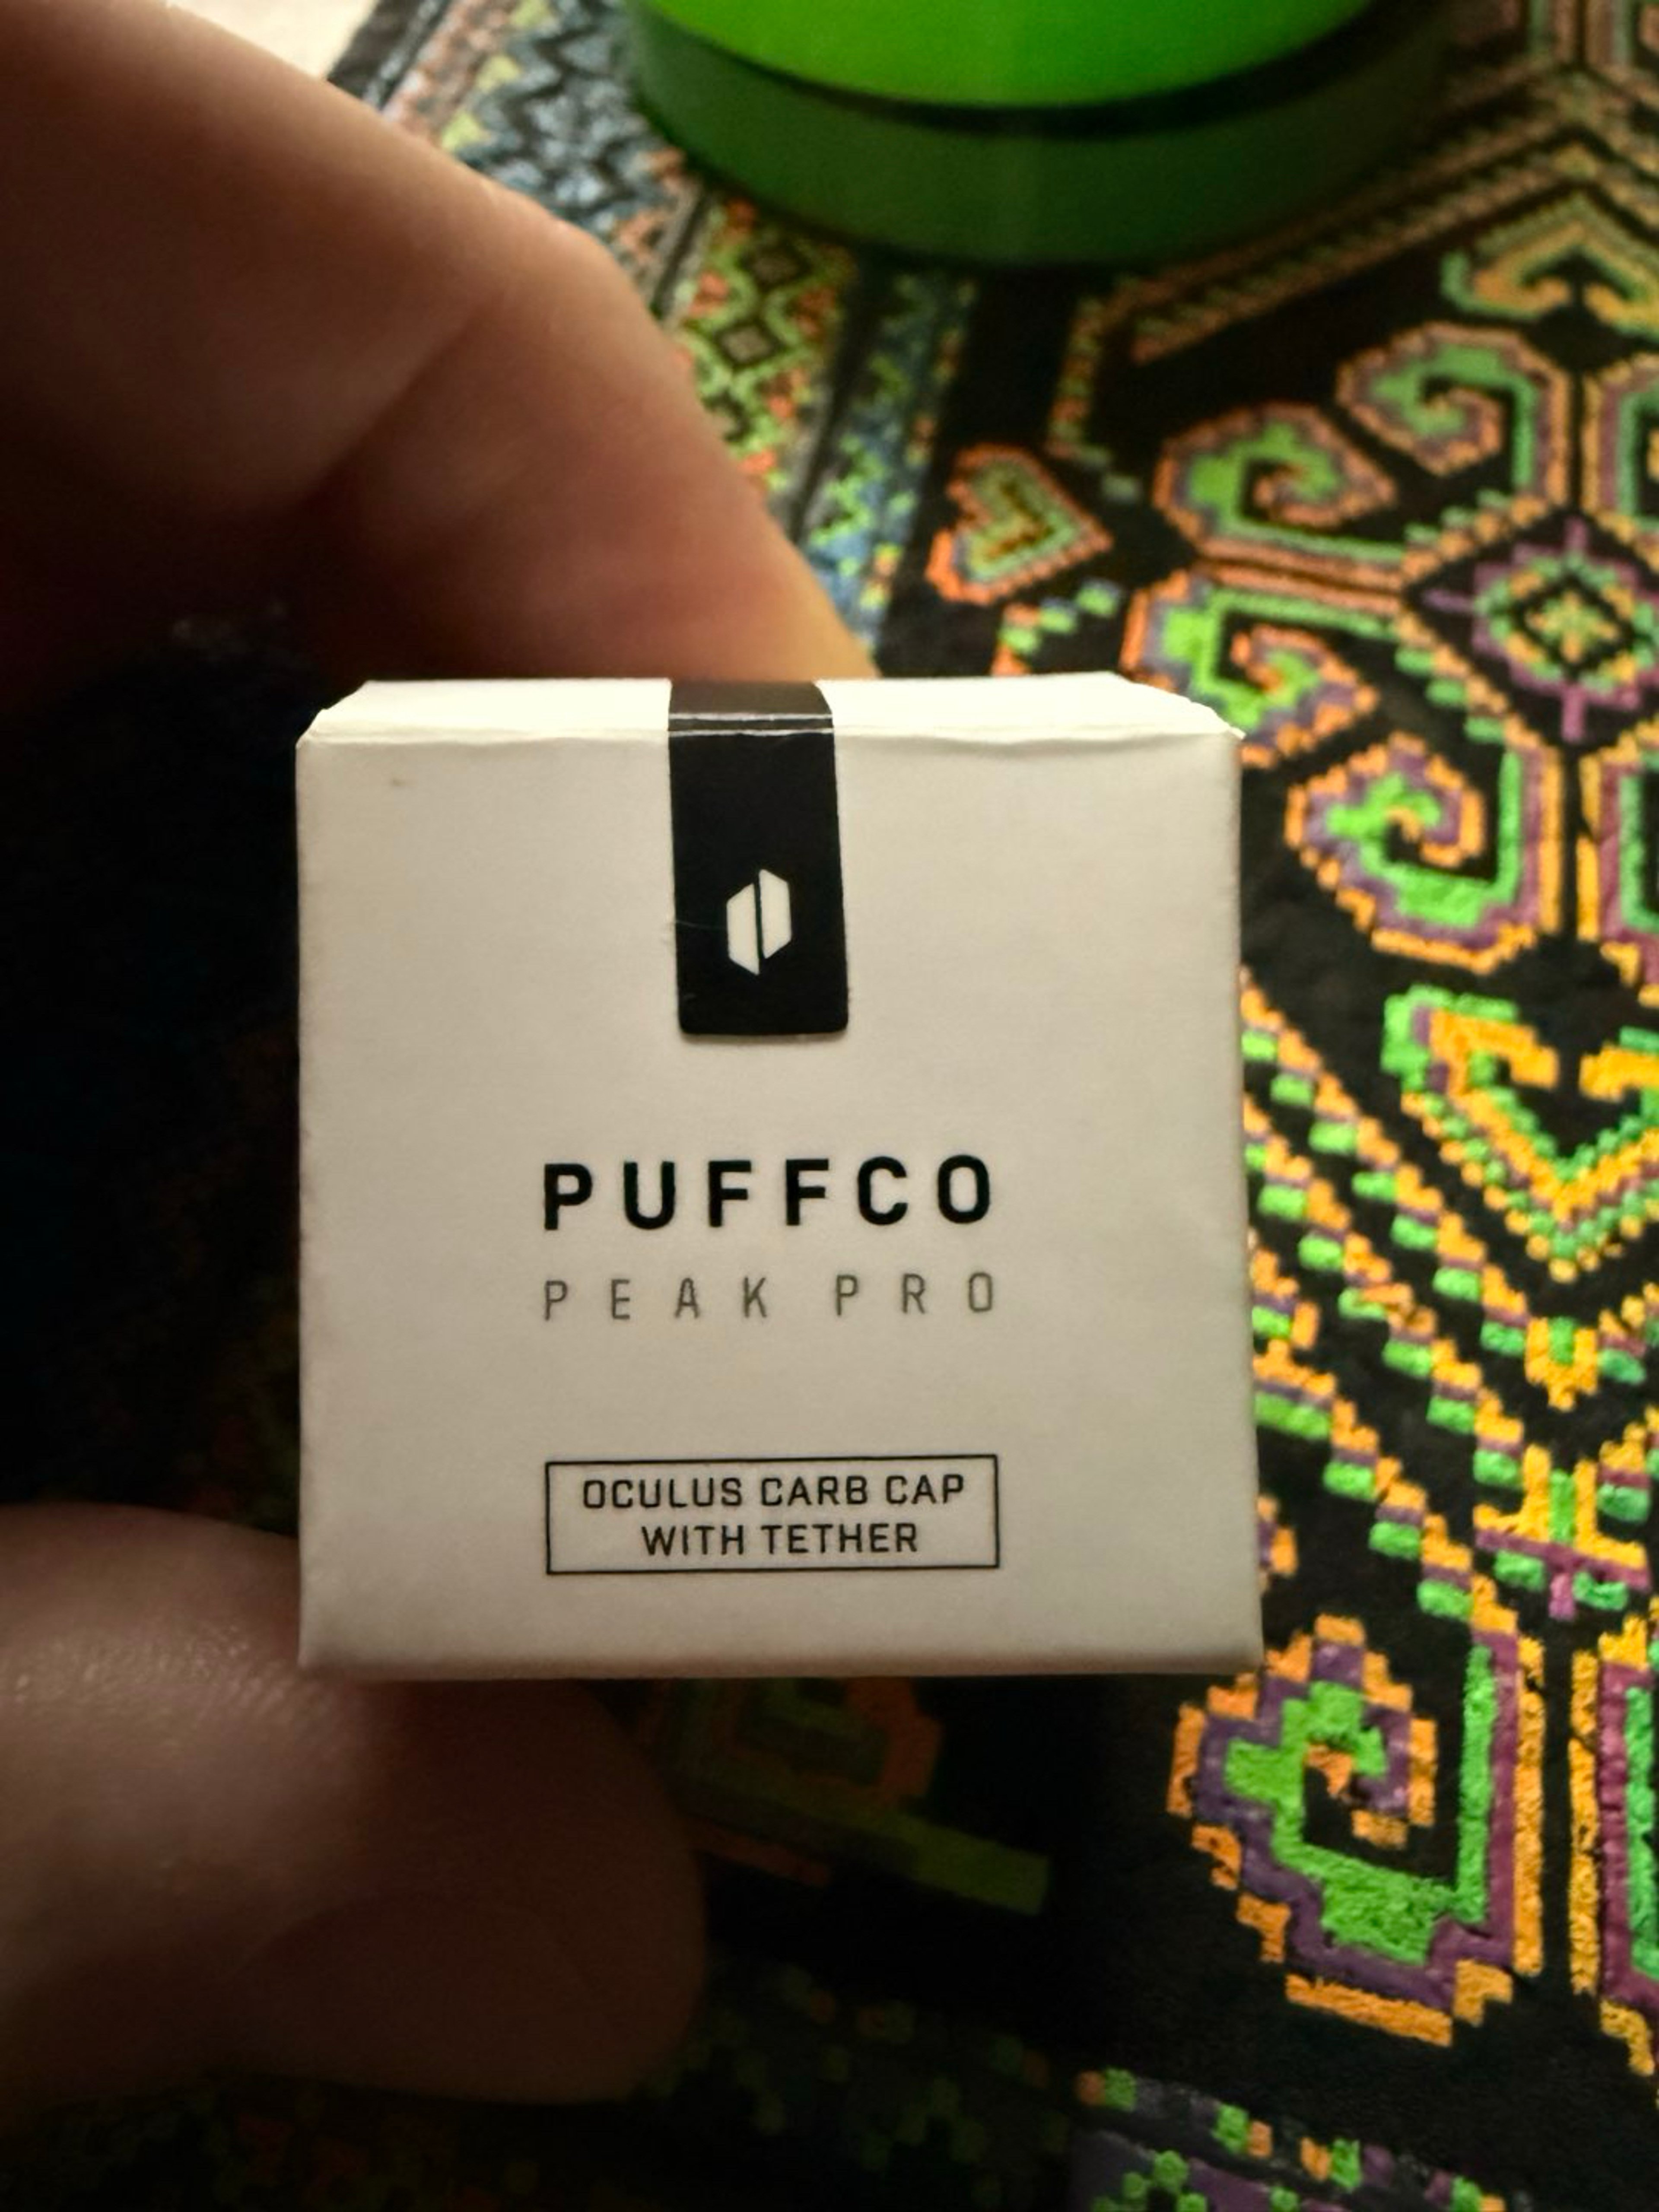 PUFFCO
PEAK PRO
OCULUS CARB CAP
WITH TETHER